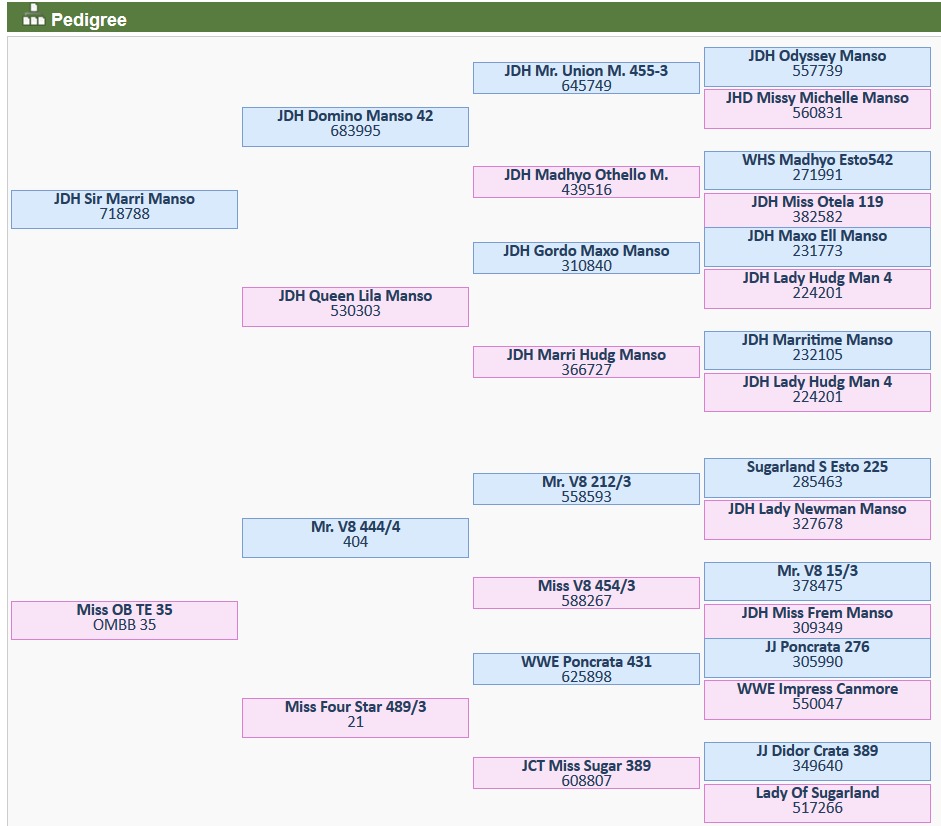 Pedigree
JDH Sir Marri Manso
718788
JDH Domino Manso 42
683995
JDH Mr. Union M. 455-3
645749
JDH Odyssey Manso
557739
JHD Missy Michelle Manso
560831
JDH Madhyo Othello M.
439516
WHS Madhyo Esto542
271991
JDH Miss Otela 119
382582
JDH Queen Lila Manso
530303
JDH Gordo Maxo Manso
310840
JDH Maxo Ell Manso
231773
JDH Lady Hudg Man 4
224201
JDH Marri Hudg Manso
366727
JDH Marritime Manso
232105
JDH Lady Hudg Man 4
224201
Miss OB TE 35
OMBB 35
Mr. V8 444/4
404
Mr. V8 212/3
558593
Sugarland S Esto 225
285463
JDH Lady Newman Manso
327678
Miss V8 454/3
588267
Mr. V8 15/3
378475
JDH Miss Frem Manso
309349
Miss Four Star 489/3
21
WWE Poncrata 431
625898
JJ Poncrata 276
305990
WWE Impress Canmore
550047
JCT Miss Sugar 389
608807
JJ Didor Crata 389
349640
Lady Of Sugarland
517266